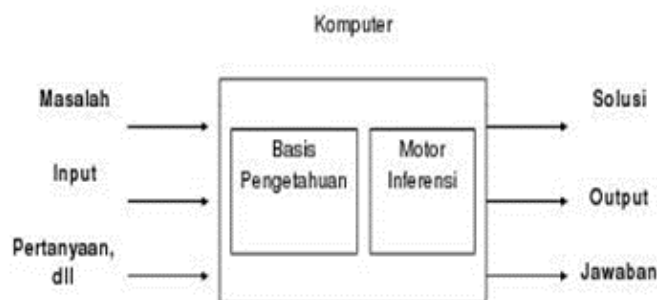 Komputer
Masalah
Solusi
Basis
Pengetahuan
Motor
Inferensi
Input
Output
Pertanyaan,
dll
Jawaban